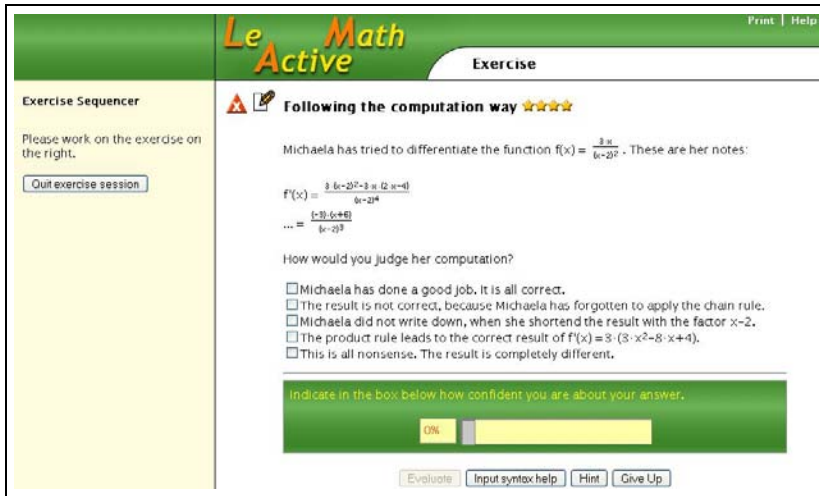 Print | Help
Le Active Math
Exercise
Exercise Sequencer
Please work on the exercise on
the right.
Quit exercise session
Following the computation way
Michaela has tried to differentiate the function f(x) = 3·x/(x−2)². These are her notes:
f'(x) = 3·(x−2)²−3·x·(2·x−4)/(x−2)⁴
... = (−3)·(x+6)/(x−2)³
How would you judge her computation?
Michaela has done a good job. It is all correct.
The result is not correct, because Michaela has forgotten to apply the chain rule.
Michaela did not write down, when she shortend the result with the factor x−2.
The product rule leads to the correct result of f'(x) = 3·(3·x²−8·x+4).
This is all nonsense. The result is completely different.
Indicate in the box below how confident you are about your answer.
0%
Evaluate Input syntax help Hint Give Up